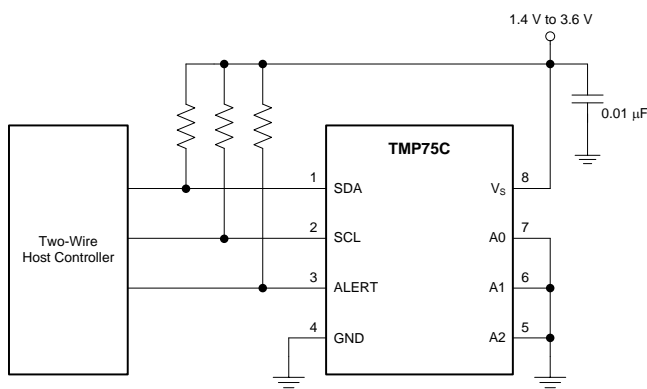 1.4 V to 3.6 V
0.01 μF
TMP75C
1 SDA VS 8
Two-Wire
Host Controller
2 SCL A0 7
3 ALERT A1 6
4 GND A2 5